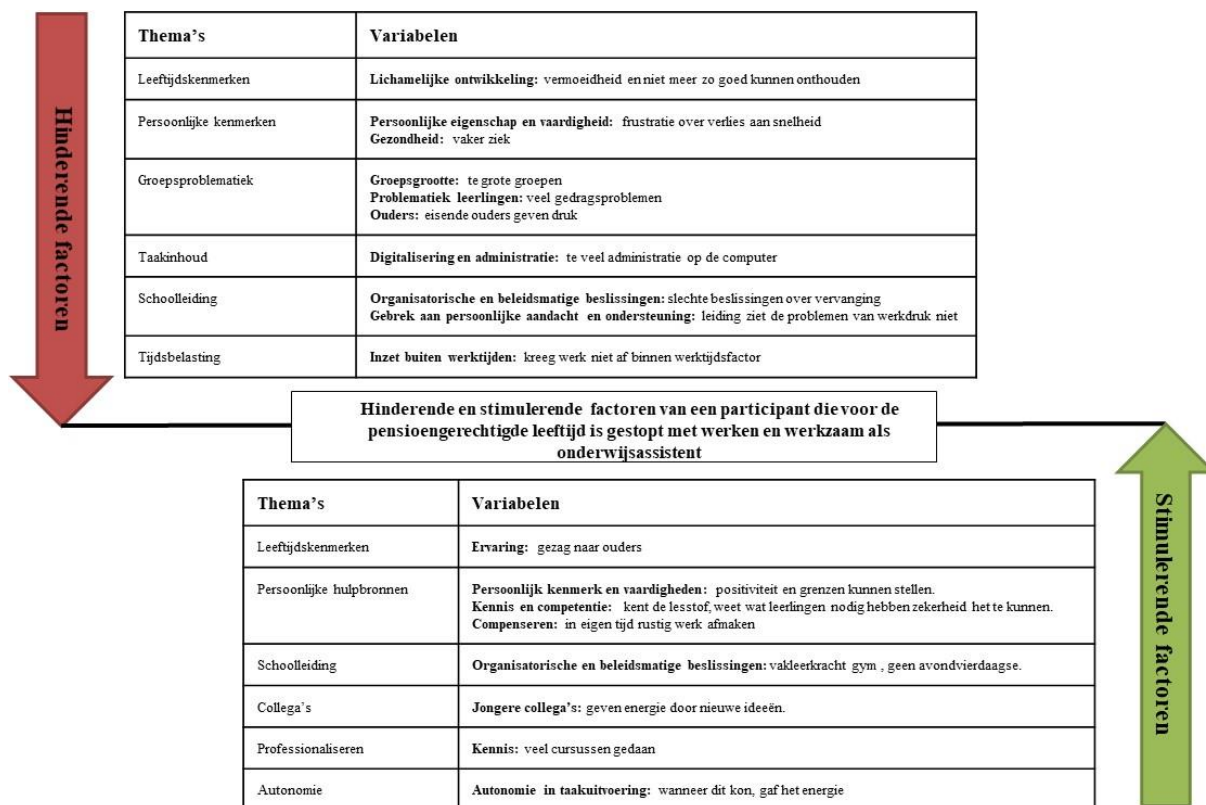 Hinderende factoren
Thema's Variabelen
Leeftijdskenmerken Lichamelijke ontwikkeling: vermoeidheid en niet meer zo goed kunnen onthouden
Persoonlijke kenmerken Persoonlijke eigenschap en vaardigheid: frustratie over verlies aan snelheid
Gezondheid: vaker ziek
Groepsproblematiek Groepsgrootte: te grote groepen
Problematiek leerlingen: veel gedragsproblemen
Ouders: eisende ouders geven druk
Taakinhoud Digitalisering en administratie: te veel administratie op de computer
Schoolleiding Organisatorische en beleidsmatige beslissingen: slechte beslissingen over vervanging
Gebrek aan persoonlijke aandacht en ondersteuning: leiding ziet de problemen van werkdruk niet
Tijdsbelasting Inzet buiten werktijden: kreeg werk niet af binnen werktijdsfactor
Hinderende en stimulerende factoren van een participant die voor de
pensioengerechtigde leeftijd is gestopt met werken en werkzaam als
onderwijsassistent
Thema's Variabelen
Leeftijdskenmerken Ervaring: gezag naar ouders
Persoonlijke hulpbronnen Persoonlijk kenmerk en vaardigheden: positiviteit en grenzen kunnen stellen.
Kennis en competentie: kent de lesstof, weet wat leerlingen nodig hebben zekerheid het te kunnen.
Compenseren: in eigen tijd rustig werk afmaken
Schoolleiding Organisatorische en beleidsmatige beslissingen: vakleerkracht gym , geen avondvierdaagse.
Collega's Jongere collega's: geven energie door nieuwe ideeën.
Professionaliseren Kennis: veel cursussen gedaan
Autonomie Autonomie in taakuitvoering: wanneer dit kon, gaf het energie
Stimulerende factoren